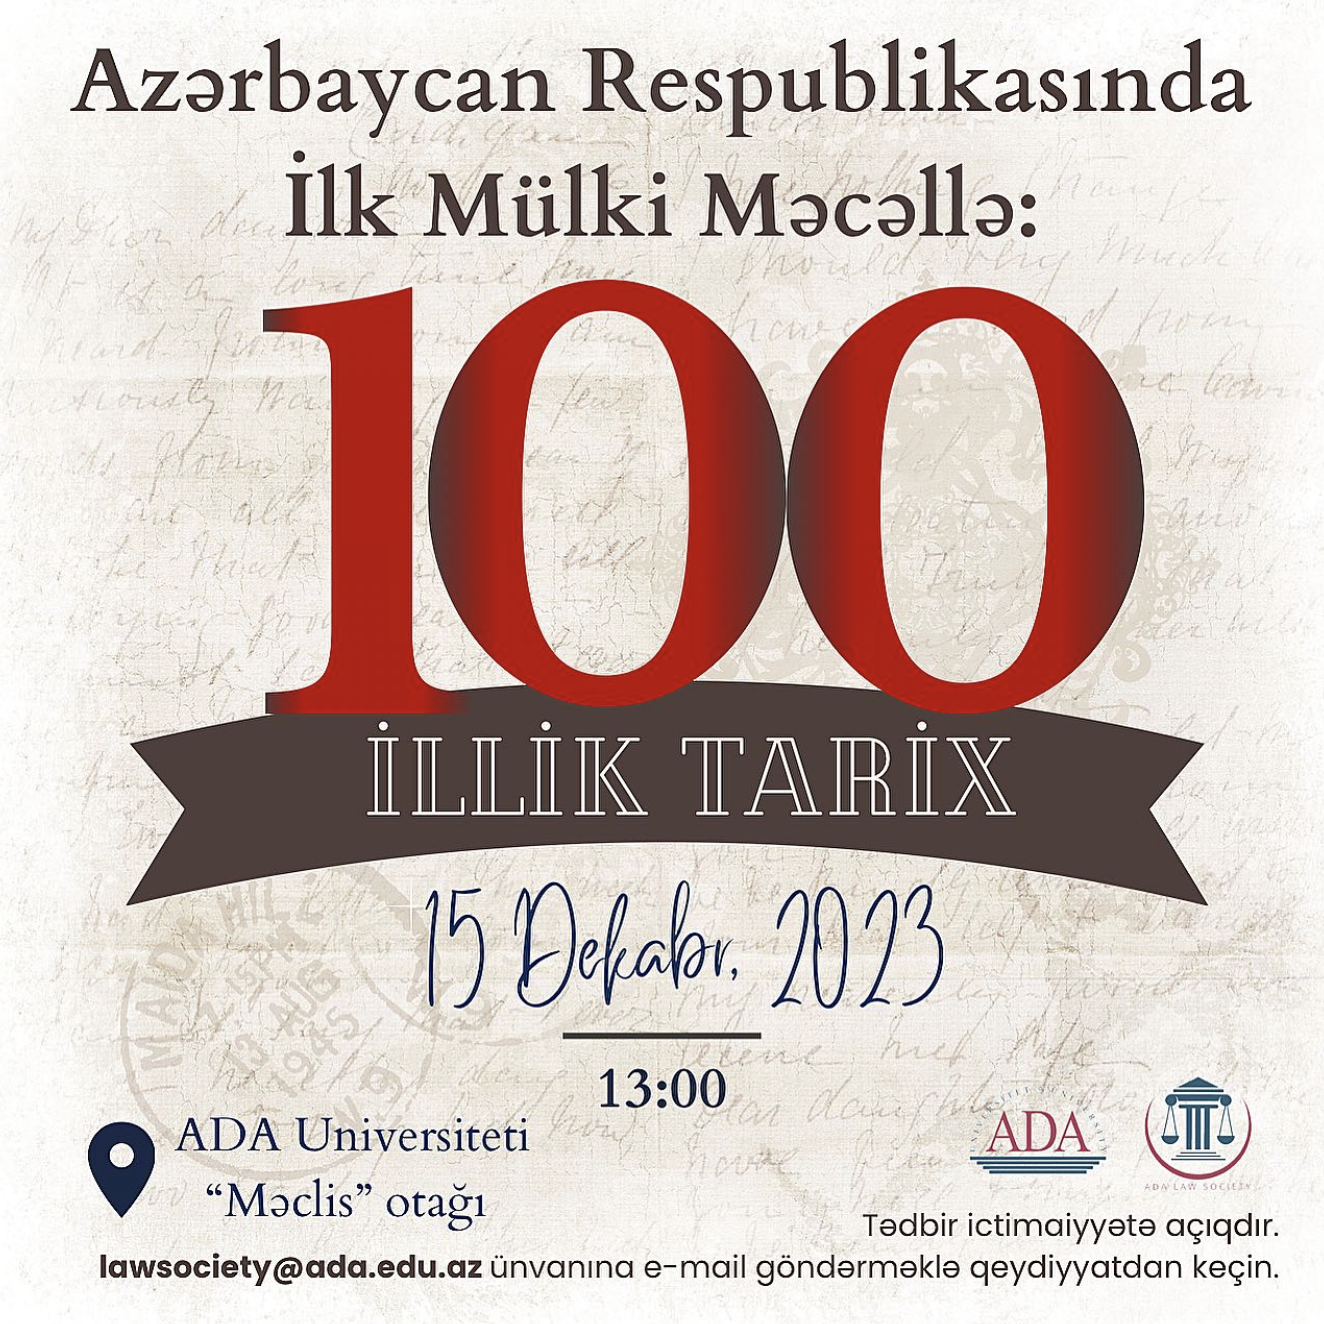 Azərbaycan Respublikasında
İlk Mülki Məcəllə:
100
İLLİK TARİX
15 Dekabr, 2023
13:00
ADA Universiteti
“Məclis” otağı
ADA
ADA LAW SOCIETY
Tədbir ictimaiyyətə açıqdır.
lawsociety@ada.edu.az ünvanına e-mail göndərməklə qeydiyyatdan keçin.